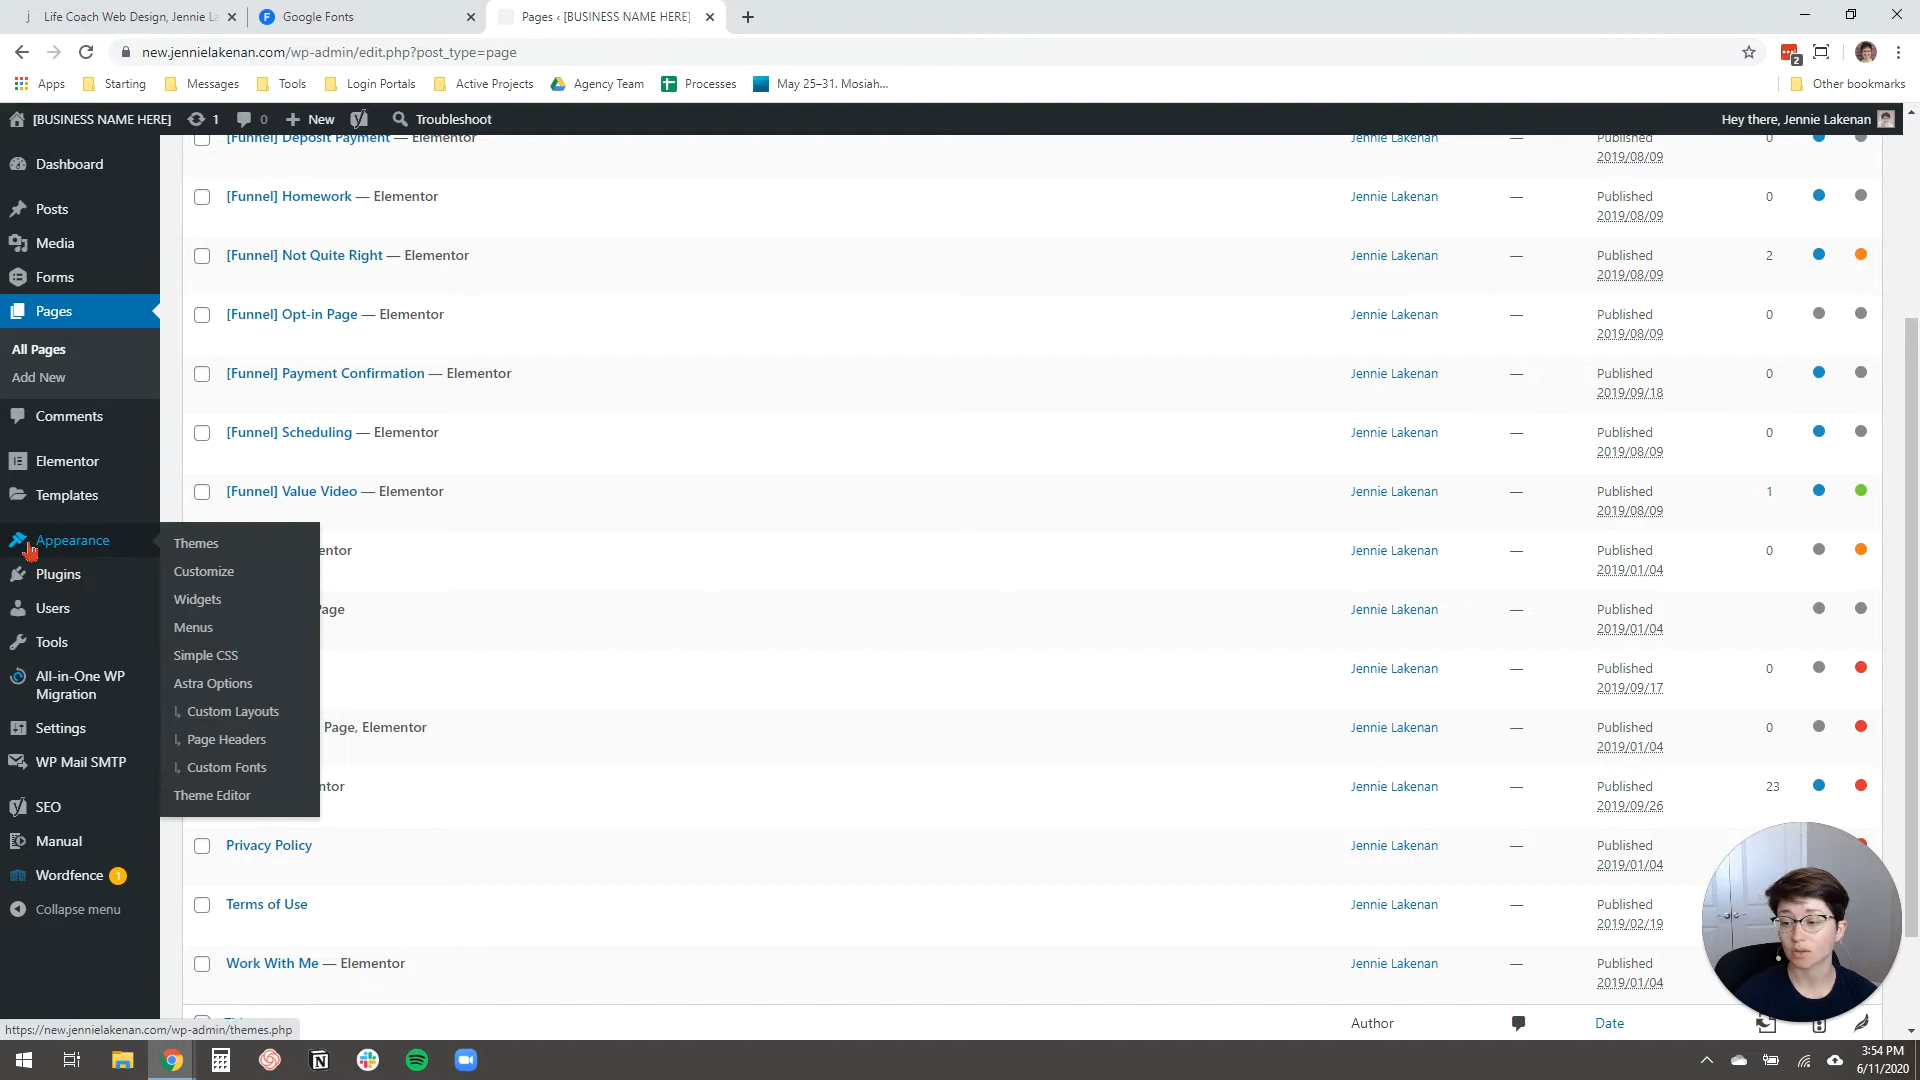 Life Coach Web Design, Jennie La
Google Fonts
Pages ‹ [BUSINESS NAME HERE]
new.jennielakenan.com/wp-admin/edit.php?post_type=page
2
Apps
Starting
Messages
Tools
Login Portals
Active Projects
Agency Team
Processes
May 25–31. Mosiah...
Other bookmarks
[BUSINESS NAME HERE]
1
0
New
Troubleshoot
Hey there, Jennie Lakenan
Dashboard
Posts
Media
Forms
Pages
All Pages
Add New
Comments
Elementor
Templates
Appearance
Plugins
Users
Tools
All-in-One WP
Migration
Settings
WP Mail SMTP
SEO
Manual
Wordfence 1
Collapse menu
Themes
Customize
Widgets
Menus
Simple CSS
Astra Options
Custom Layouts
Page Headers
Custom Fonts
Theme Editor
[Funnel] Deposit Payment — Elementor
Jennie Lakenan
Published
2019/08/09
0
[Funnel] Homework — Elementor
Jennie Lakenan
—
Published
2019/08/09
0
[Funnel] Not Quite Right — Elementor
Jennie Lakenan
—
Published
2019/08/09
2
[Funnel] Opt-in Page — Elementor
Jennie Lakenan
—
Published
2019/08/09
0
[Funnel] Payment Confirmation — Elementor
Jennie Lakenan
—
Published
2019/09/18
0
[Funnel] Scheduling — Elementor
Jennie Lakenan
—
Published
2019/08/09
0
[Funnel] Value Video — Elementor
Jennie Lakenan
—
Published
2019/08/09
1
entor
Jennie Lakenan
—
Published
2019/01/04
0
Page
Jennie Lakenan
—
Published
2019/01/04
Jennie Lakenan
—
Published
2019/09/17
0
Page, Elementor
Jennie Lakenan
—
Published
2019/01/04
0
ntor
Jennie Lakenan
—
Published
2019/09/26
23
Privacy Policy
Jennie Lakenan
—
Published
2019/01/04
Terms of Use
Jennie Lakenan
—
Published
2019/02/19
Work With Me — Elementor
Jennie Lakenan
—
Published
2019/01/04
Author
Date
https://new.jennielakenan.com/wp-admin/themes.php
3:54 PM
6/11/2020